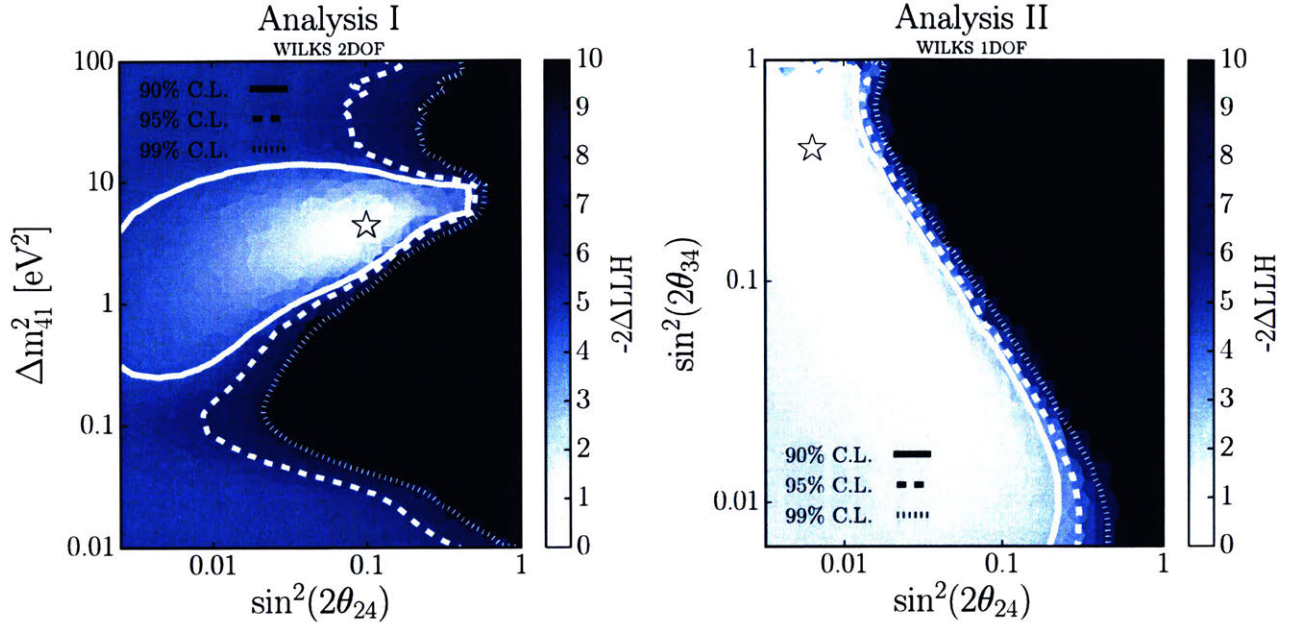 Analysis I
WILKS 2DOF
100
10
1
0.1
0.01
Δm²₄₁ [eV²]
90% C.L.
95% C.L.
99% C.L.
0.01
0.1
1
sin²(2θ₂₄)
10
9
8
7
6
5
4
3
2
1
0
-2ΔLLH
Analysis II
WILKS 1DOF
1
0.1
0.01
sin²(2θ₃₄)
90% C.L.
95% C.L.
99% C.L.
0.01
0.1
1
sin²(2θ₂₄)
10
9
8
7
6
5
4
3
2
1
0
-2ΔLLH